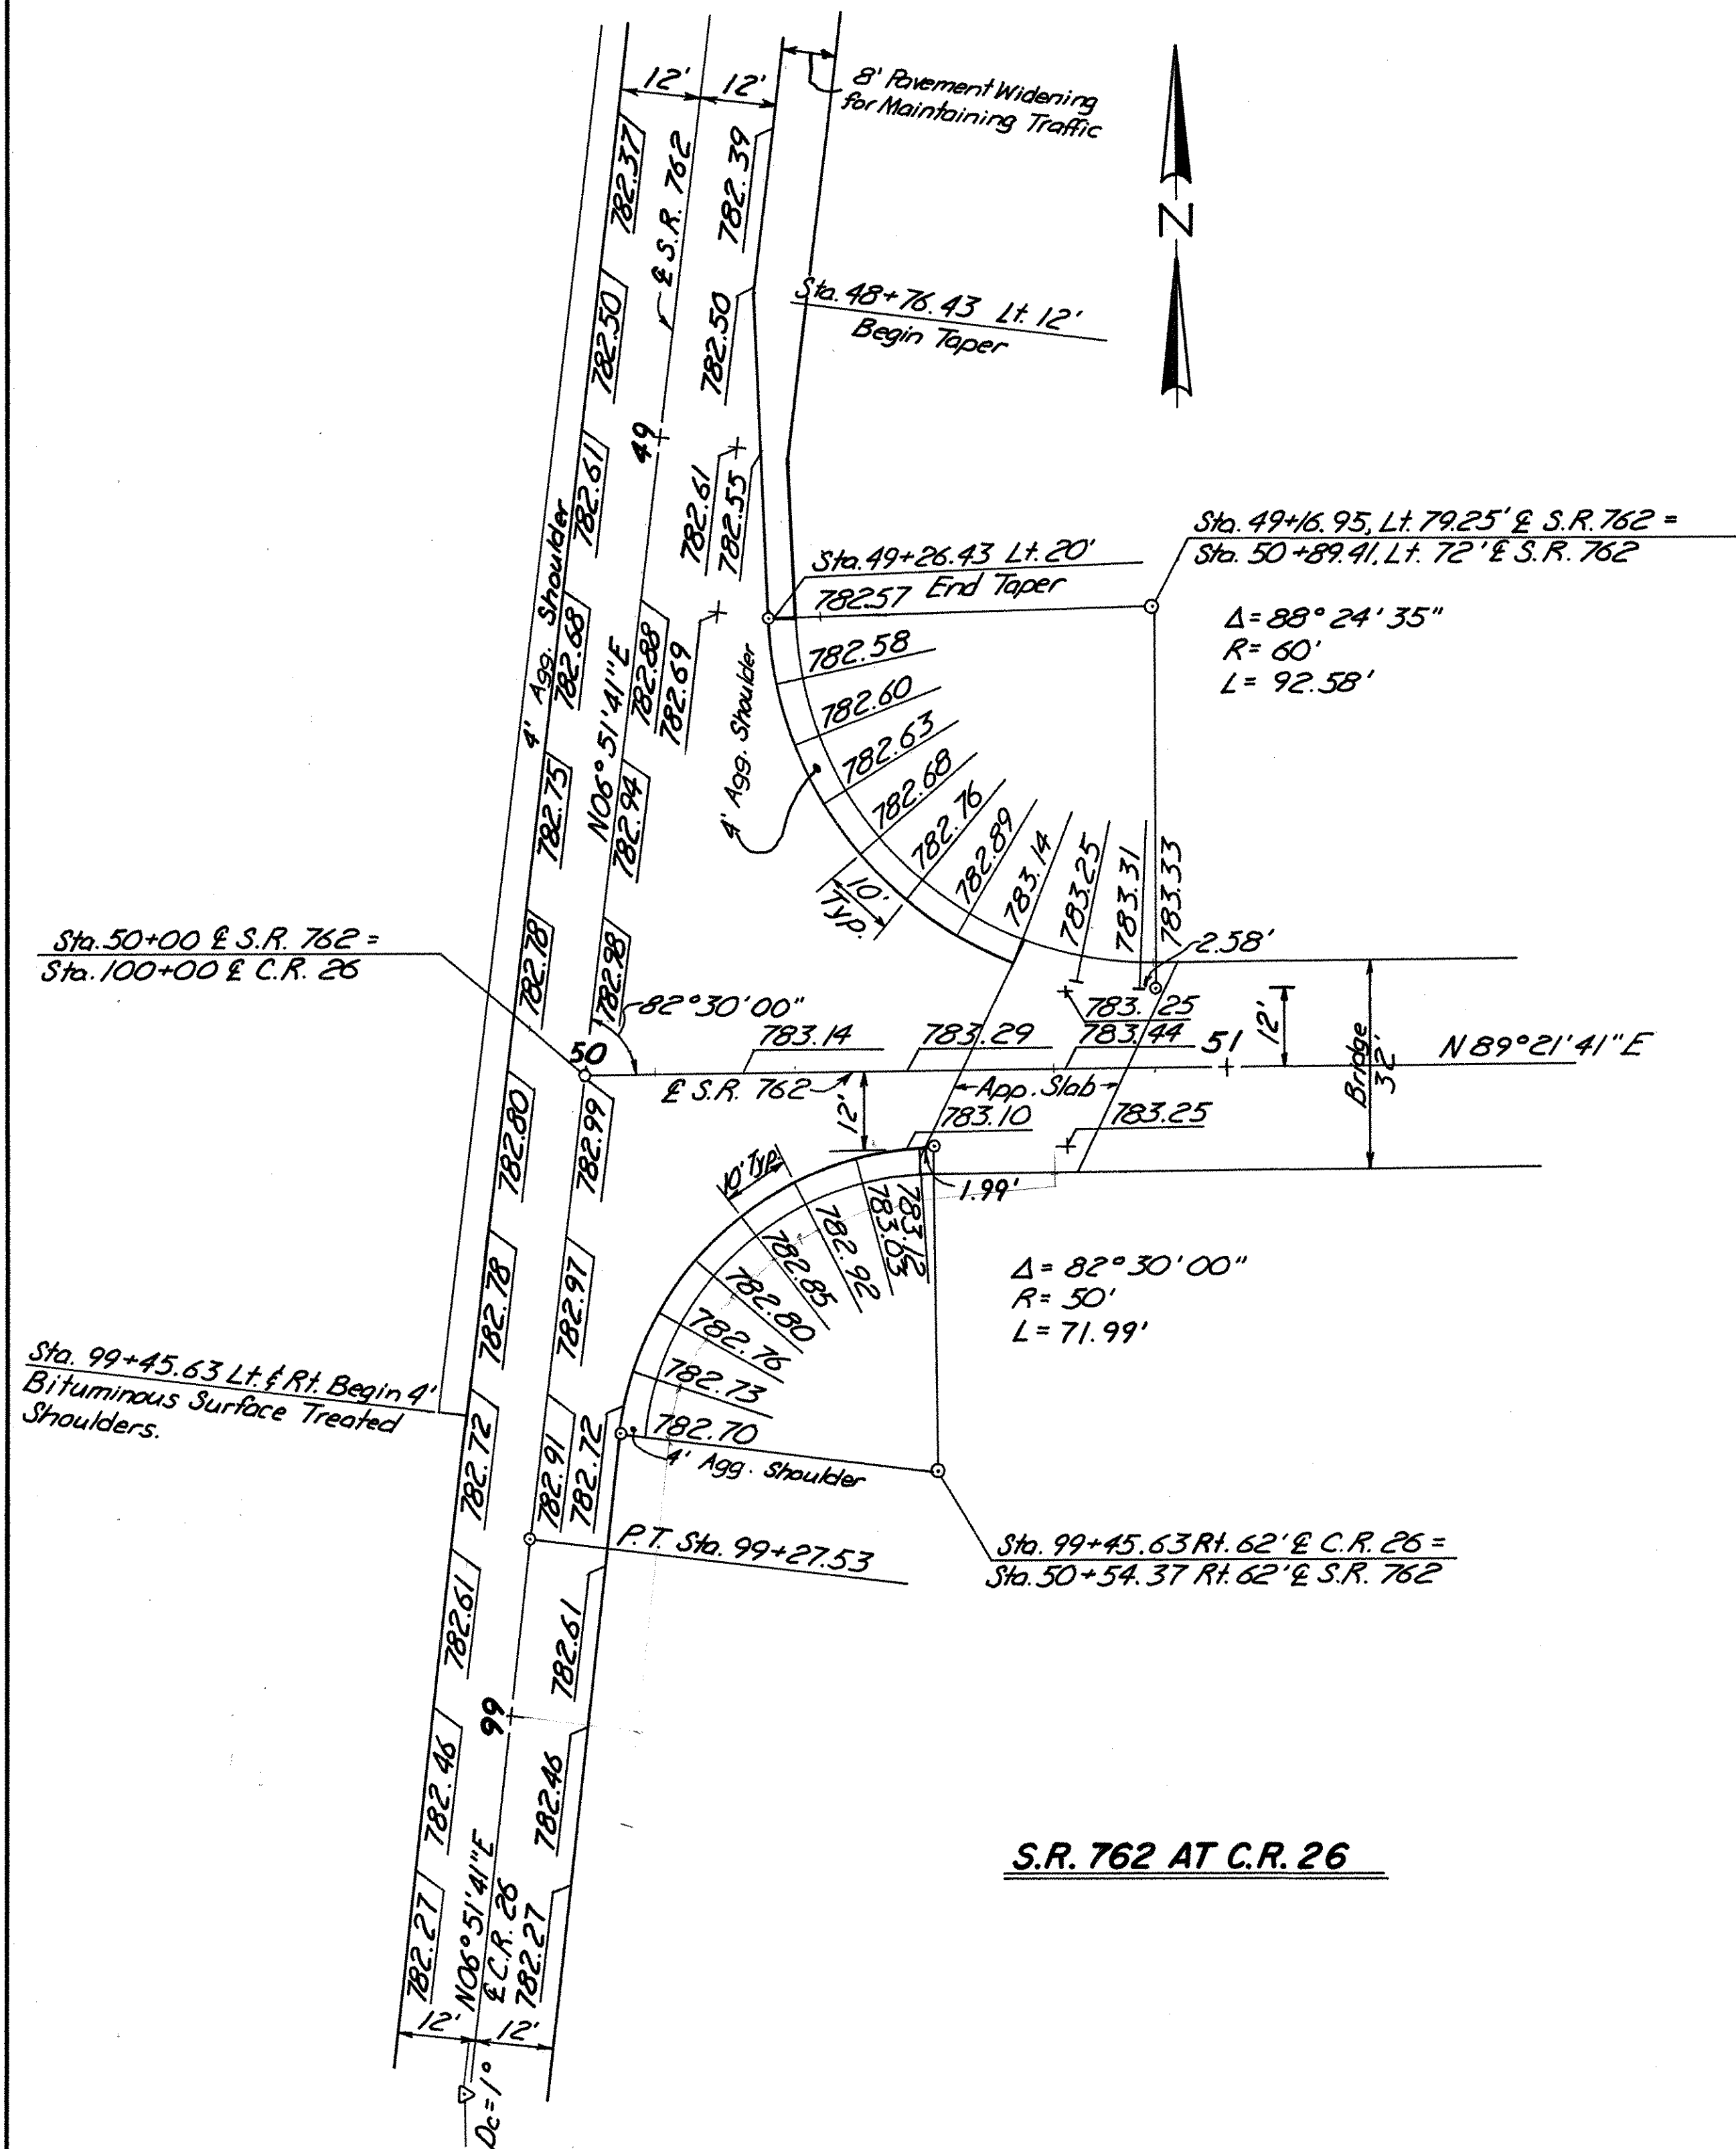 12'
12'
8' Pavement Widening
for Maintaining Traffic
782.37
℄ S.R. 762
782.39
N
782.50
782.50
Sta. 48+76.43 Lt. 12'
Begin Taper
49
782.61
782.61
782.55
4' Agg. Shoulder
Sta. 49+16.95, Lt. 79.25' ℄ S.R. 762 =
Sta. 50+89.41, Lt. 72' ℄ S.R. 762
Sta. 49+26.43 Lt. 20'
End Taper
782.57
Δ = 88° 24' 35"
R = 60'
L = 92.58'
782.68
N06° 51' 41" E
782.88
782.69
4' Agg. Shoulder
782.58
782.60
782.63
782.68
782.76
782.89
783.14
783.25
783.31
783.33
10'
Typ.
782.75
782.94
782.78
782.98
Sta. 50+00 ℄ S.R. 762 =
Sta. 100+00 ℄ C.R. 26
82° 30' 00"
2.58'
783.25
12'
50
783.14
783.29
783.44
51
N 89° 21' 41" E
Bridge
32'
℄ S.R. 762
12'
App. Slab
783.10
783.25
1.99'
782.80
782.99
10' Typ.
783.12
783.03
782.92
782.85
782.80
782.76
782.73
782.70
4' Agg. Shoulder
Δ = 82° 30' 00"
R = 50'
L = 71.99'
782.78
782.97
Sta. 99+45.63 Lt. & Rt. Begin 4'
Bituminous Surface Treated
Shoulders.
782.72
782.91
782.72
P.T. Sta. 99+27.53
Sta. 99+45.63 Rt. 62' ℄ C.R. 26 =
Sta. 50+54.37 Rt. 62' ℄ S.R. 762
782.61
782.61
99
782.46
782.46
S.R. 762 AT C.R. 26
782.27
N06° 51' 41" E
℄ C.R. 26
782.27
12'
12'
Dc = 1°